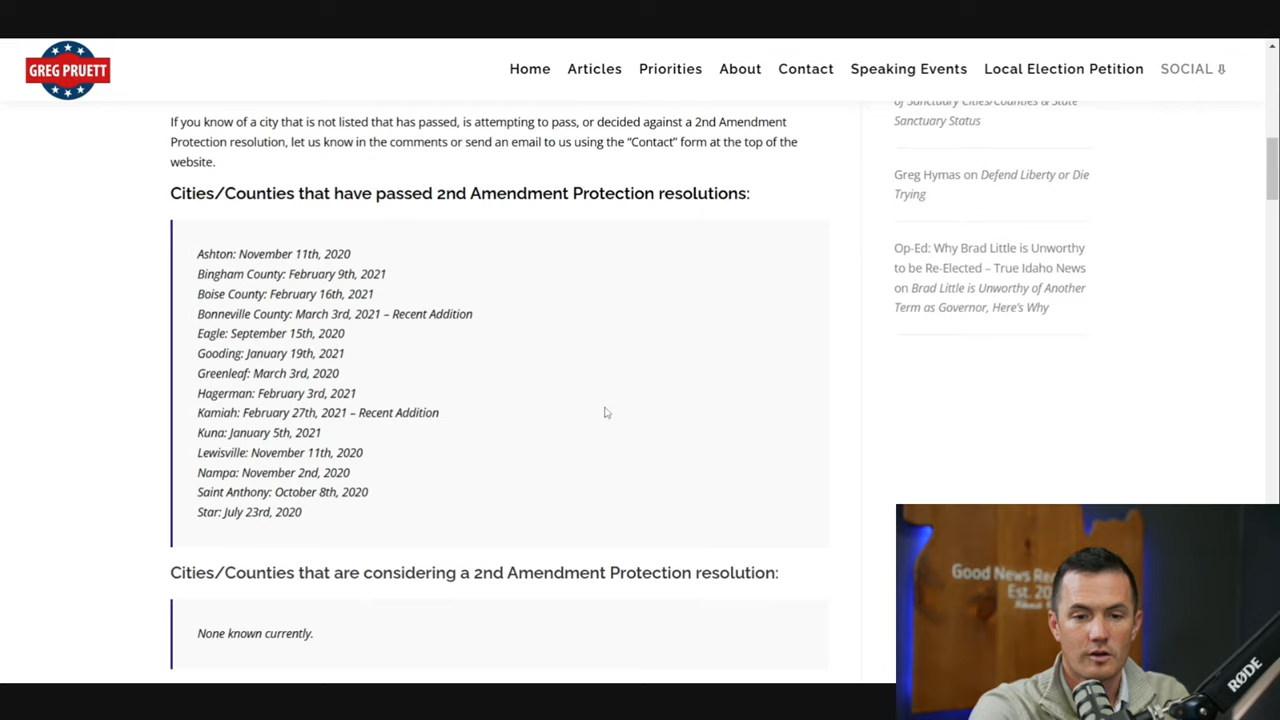 GREG PRUETT
Home
Articles
Priorities
About
Contact
Speaking Events
Local Election Petition
SOCIAL ⇩
If you know of a city that is not listed that has passed, is attempting to pass, or decided against a 2nd Amendment
Protection resolution, let us know in the comments or send an email to us using the “Contact” form at the top of the
website.
Cities/Counties that have passed 2nd Amendment Protection resolutions:
Ashton: November 11th, 2020
Bingham County: February 9th, 2021
Boise County: February 16th, 2021
Bonneville County: March 3rd, 2021 – Recent Addition
Eagle: September 15th, 2020
Gooding: January 19th, 2021
Greenleaf: March 3rd, 2020
Hagerman: February 3rd, 2021
Kamiah: February 27th, 2021 – Recent Addition
Kuna: January 5th, 2021
Lewisville: November 11th, 2020
Nampa: November 2nd, 2020
Saint Anthony: October 8th, 2020
Star: July 23rd, 2020
Cities/Counties that are considering a 2nd Amendment Protection resolution:
None known currently.
of Sanctuary Cities/Counties & State
Sanctuary Status
Greg Hymas on Defend Liberty or Die
Trying
Op-Ed: Why Brad Little is Unworthy
to be Re-Elected – True Idaho News
on Brad Little is Unworthy of Another
Term as Governor, Here’s Why
Good News
Est. 20
RØDE